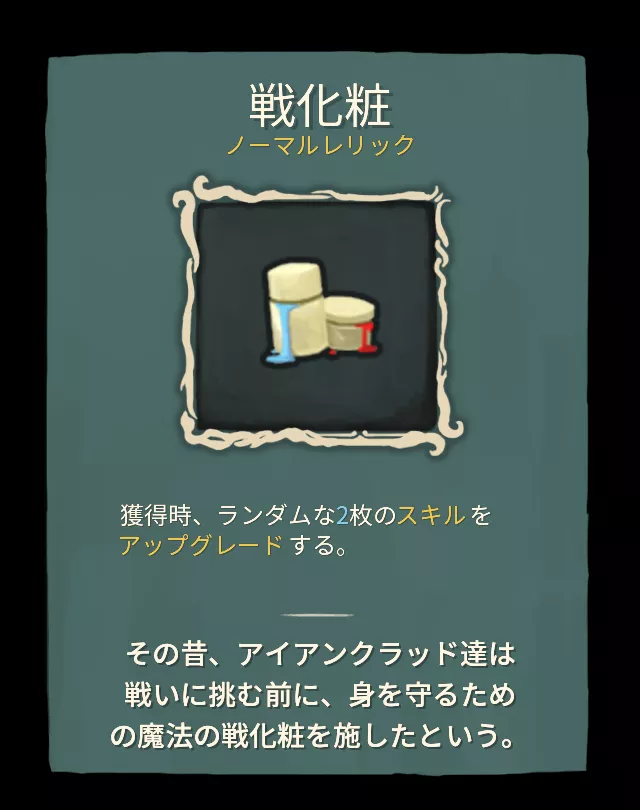 戦化粧
ノーマルレリック
獲得時、ランダムな2枚のスキルを
アップグレードする。
その昔、アイアンクラッド達は
戦いに挑む前に、身を守るため
の魔法の戦化粧を施したという。